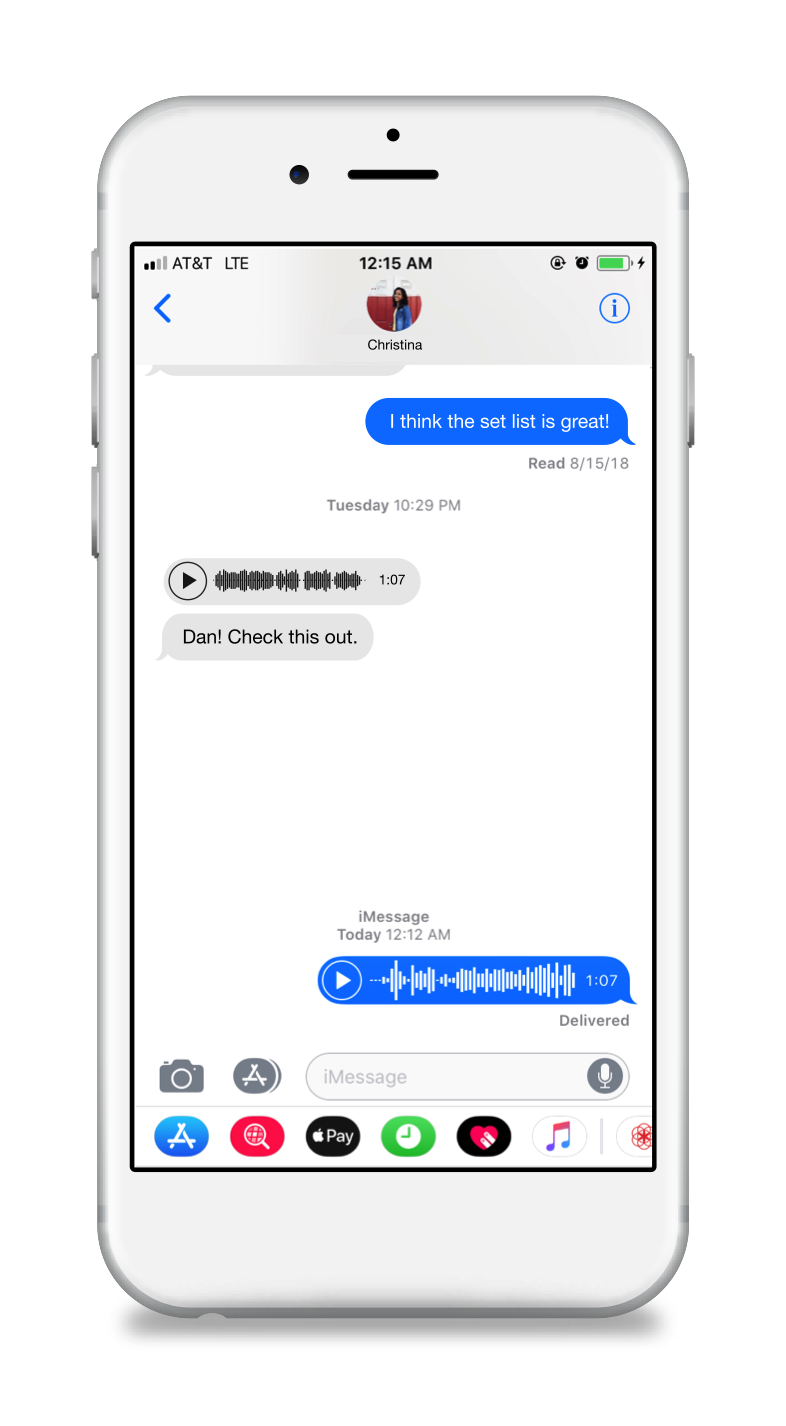 AT&T LTE 12:15 AM
Christina
I think the set list is great!
Read 8/15/18
Tuesday 10:29 PM
1:07
Dan! Check this out.
iMessage
Today 12:12 AM
1:07
Delivered
iMessage
Pay